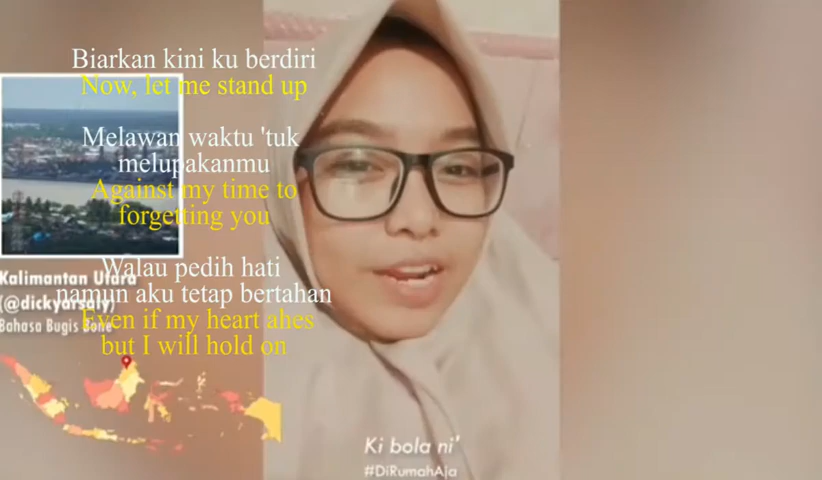 Biarkan kini ku berdiri
Now, let me stand up
Melawan waktu 'tuk
melupakanmu
Against my time to
forgetting you
Walau pedih hati
namun aku tetap bertahan
Even if my heart ahes
but I will hold on
Kalimantan Utara
(@dickyarsaly)
Bahasa Bugis Bone
Ki bola ni'
#DiRumahAja